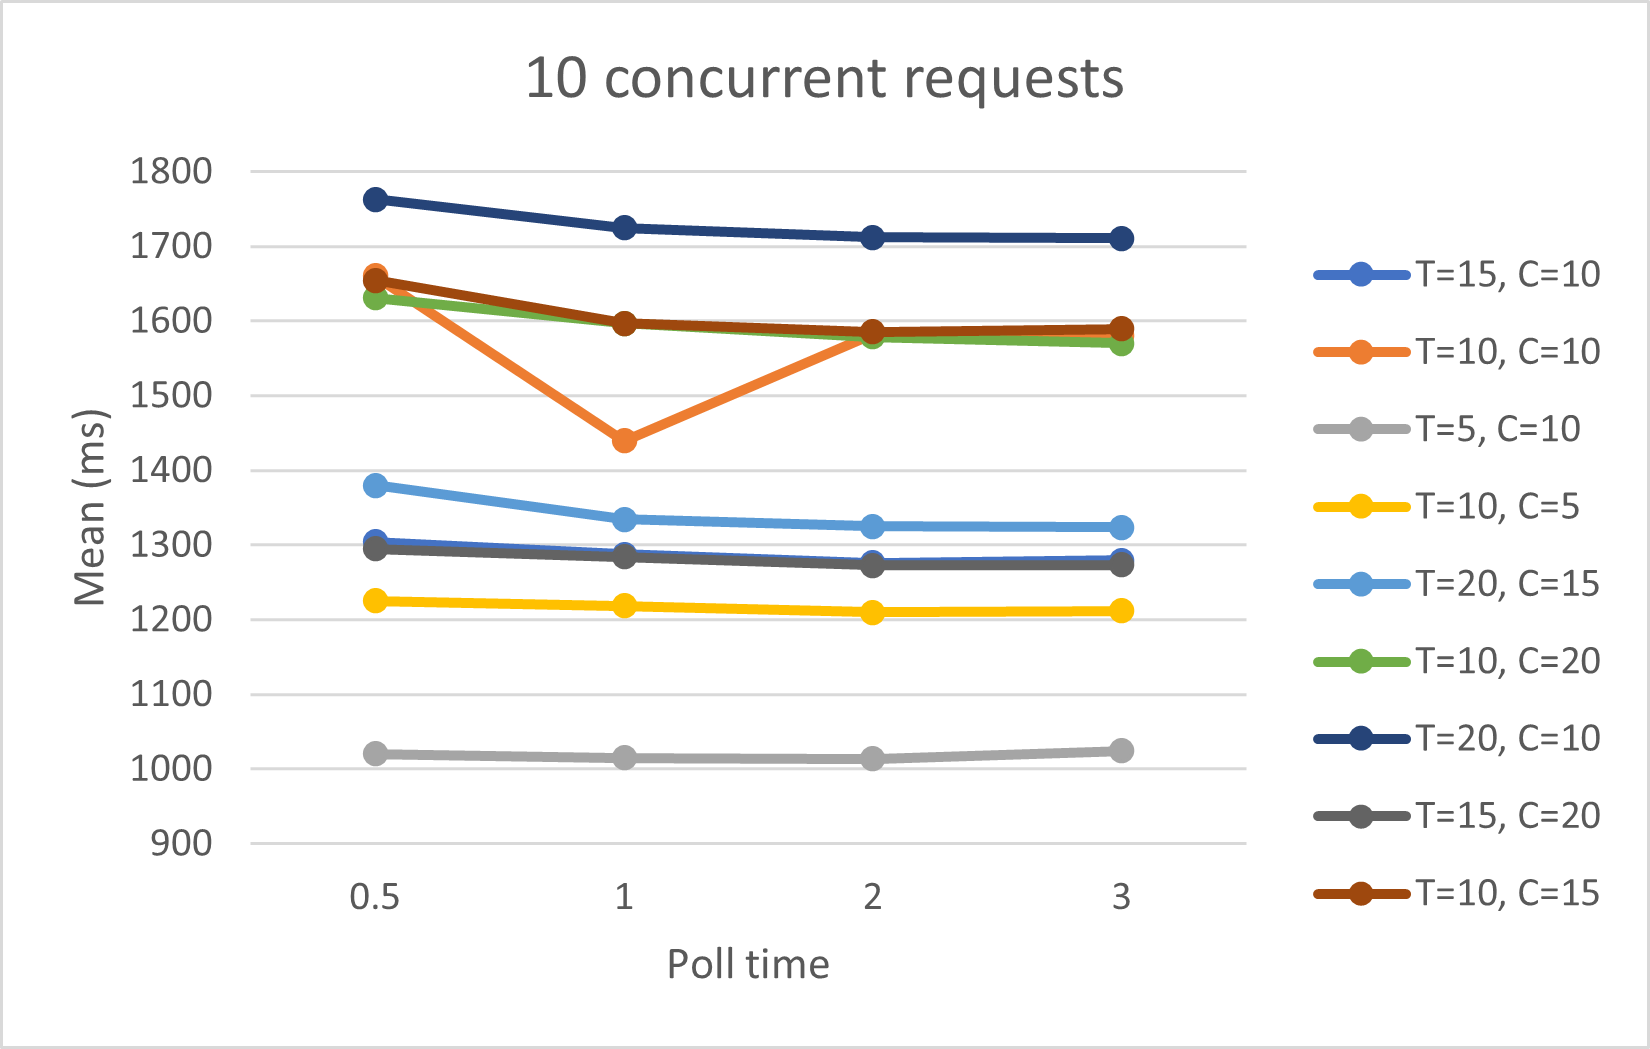 10 concurrent requests
1800
1700
1600
1500
1400
1300
1200
1100
1000
900
Mean (ms)
0.5 1 2 3
Poll time
T=15, C=10
T=10, C=10
T=5, C=10
T=10, C=5
T=20, C=15
T=10, C=20
T=20, C=10
T=15, C=20
T=10, C=15